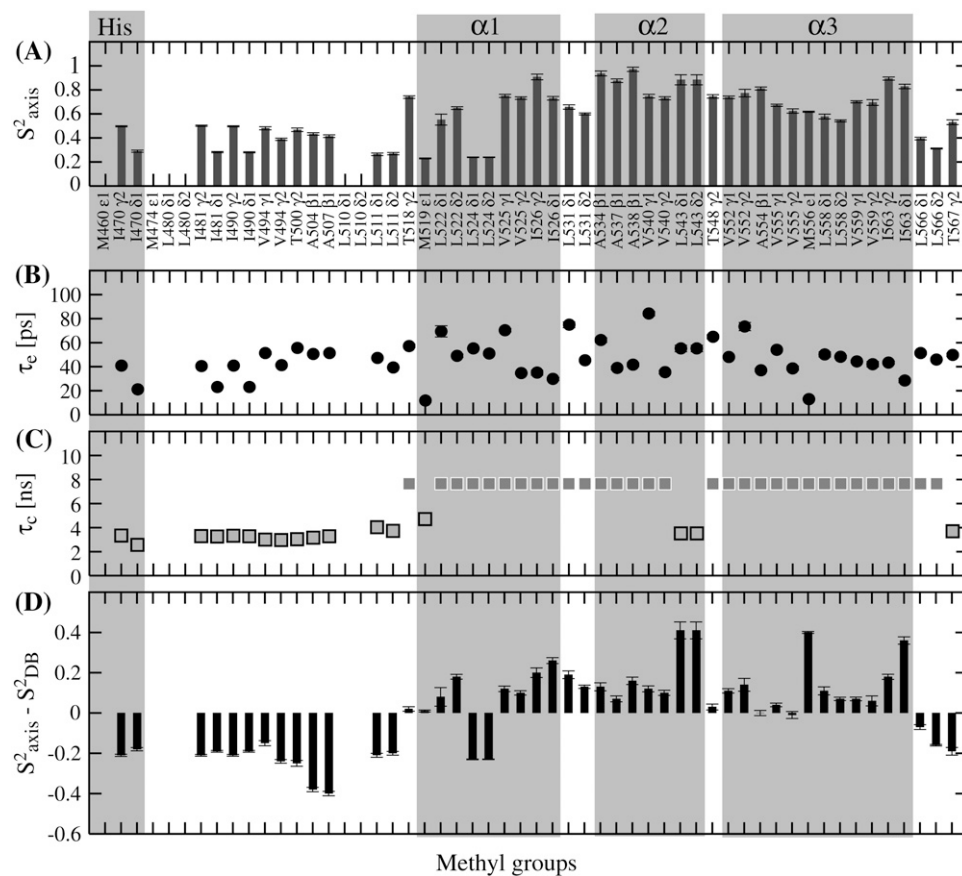 His α1 α2 α3
(A)
S²axis
1
0.8
0.6
0.4
0.2
0
M460 ε1
I470 γ2
I470 δ1
M474 ε1
L480 δ1
L480 δ2
I481 γ2
I481 δ1
I490 γ2
I490 δ1
V494 γ1
V494 γ2
T500 γ2
A504 β1
A507 β1
L510 δ1
L510 δ2
L511 δ1
L511 δ2
T518 γ2
M519 ε1
L522 δ1
L522 δ2
L524 δ1
L524 δ2
V525 γ1
V525 γ2
I526 γ2
I526 δ1
L531 δ1
L531 δ2
A534 β1
A537 β1
A538 β1
V540 γ1
V540 γ2
L543 δ1
L543 δ2
T548 γ2
V552 γ1
V552 γ2
A554 β1
V555 γ1
V555 γ2
M556 ε1
L558 δ1
L558 δ2
V559 γ1
V559 γ2
I563 γ2
I563 δ1
L566 δ1
L566 δ2
T567 γ2
(B)
τe [ps]
100
80
60
40
20
0
(C)
τc [ns]
10
8
6
4
2
0
(D)
S²axis - S²DB
0.4
0.2
0
-0.2
-0.4
-0.6
Methyl groups